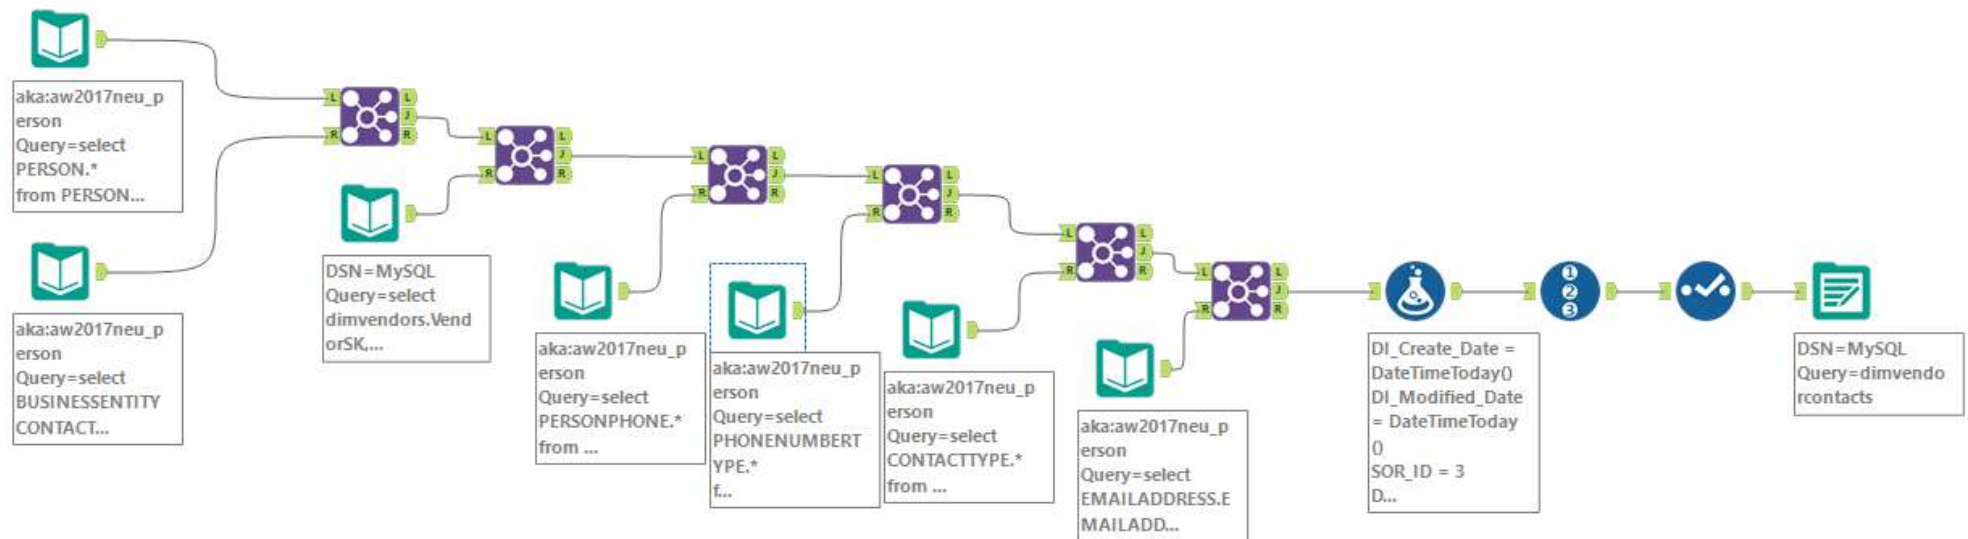 aka:aw2017neu_p
erson
Query=select
PERSON.*
from PERSON...
aka:aw2017neu_p
erson
Query=select
BUSINESSENTITY
CONTACT...
L
R
L
J
R
DSN=MySQL
Query=select
dimvendors.Vend
orSK,...
L
R
L
J
R
aka:aw2017neu_p
erson
Query=select
PERSONPHONE.*
from ...
L
R
L
J
R
aka:aw2017neu_p
erson
Query=select
PHONENUMBERT
YPE.*
f...
L
R
L
J
R
aka:aw2017neu_p
erson
Query=select
CONTACTTYPE.*
from ...
L
R
L
J
R
aka:aw2017neu_p
erson
Query=select
EMAILADDRESS.E
MAILADD...
L
R
L
J
R
DI_Create_Date =
DateTimeToday()
DI_Modified_Date
= DateTimeToday
()
SOR_ID = 3
D...
1
2
3
DSN=MySQL
Query=dimvendo
rcontacts